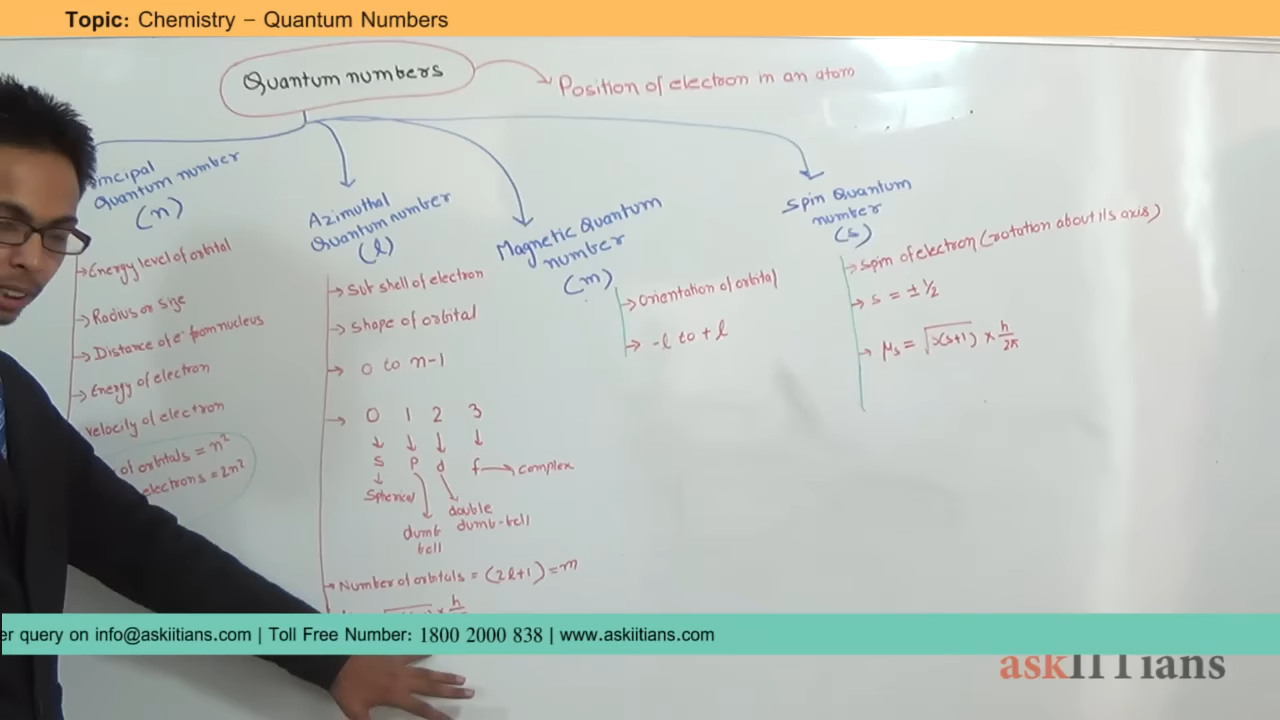 Topic: Chemistry – Quantum Numbers
Quantum numbers
Position of electron in an atom
incipal
Quantum number
(n)
→Energy level of orbital
→Radius or size
→Distance of e⁻ from nucleus
→Energy of electron
velocity of electron
of orbitals = n²
electrons = 2n²
Azimuthal
Quantum number
(l)
→ Sub shell of electron
→ Shape of orbital
→ 0 to n-1
→ 0 1 2 3
↓ ↓ ↓ ↓
s p d f → complex
↓
Spherical
dumb
bell
double
dumb-bell
→ Number of orbitals = (2l+1) = m
Magnetic Quantum
number
(m)
→ Orientation of orbital
→ -l to + l
Spin Quantum
number
(s)
→ Spin of electron (rotation about its axis)
→ s = ± 1/2
→ μs = √s(s+1) × h/2π
er query on info@askiitians.com | Toll Free Number: 1800 2000 838 | www.askiitians.com
askIITians